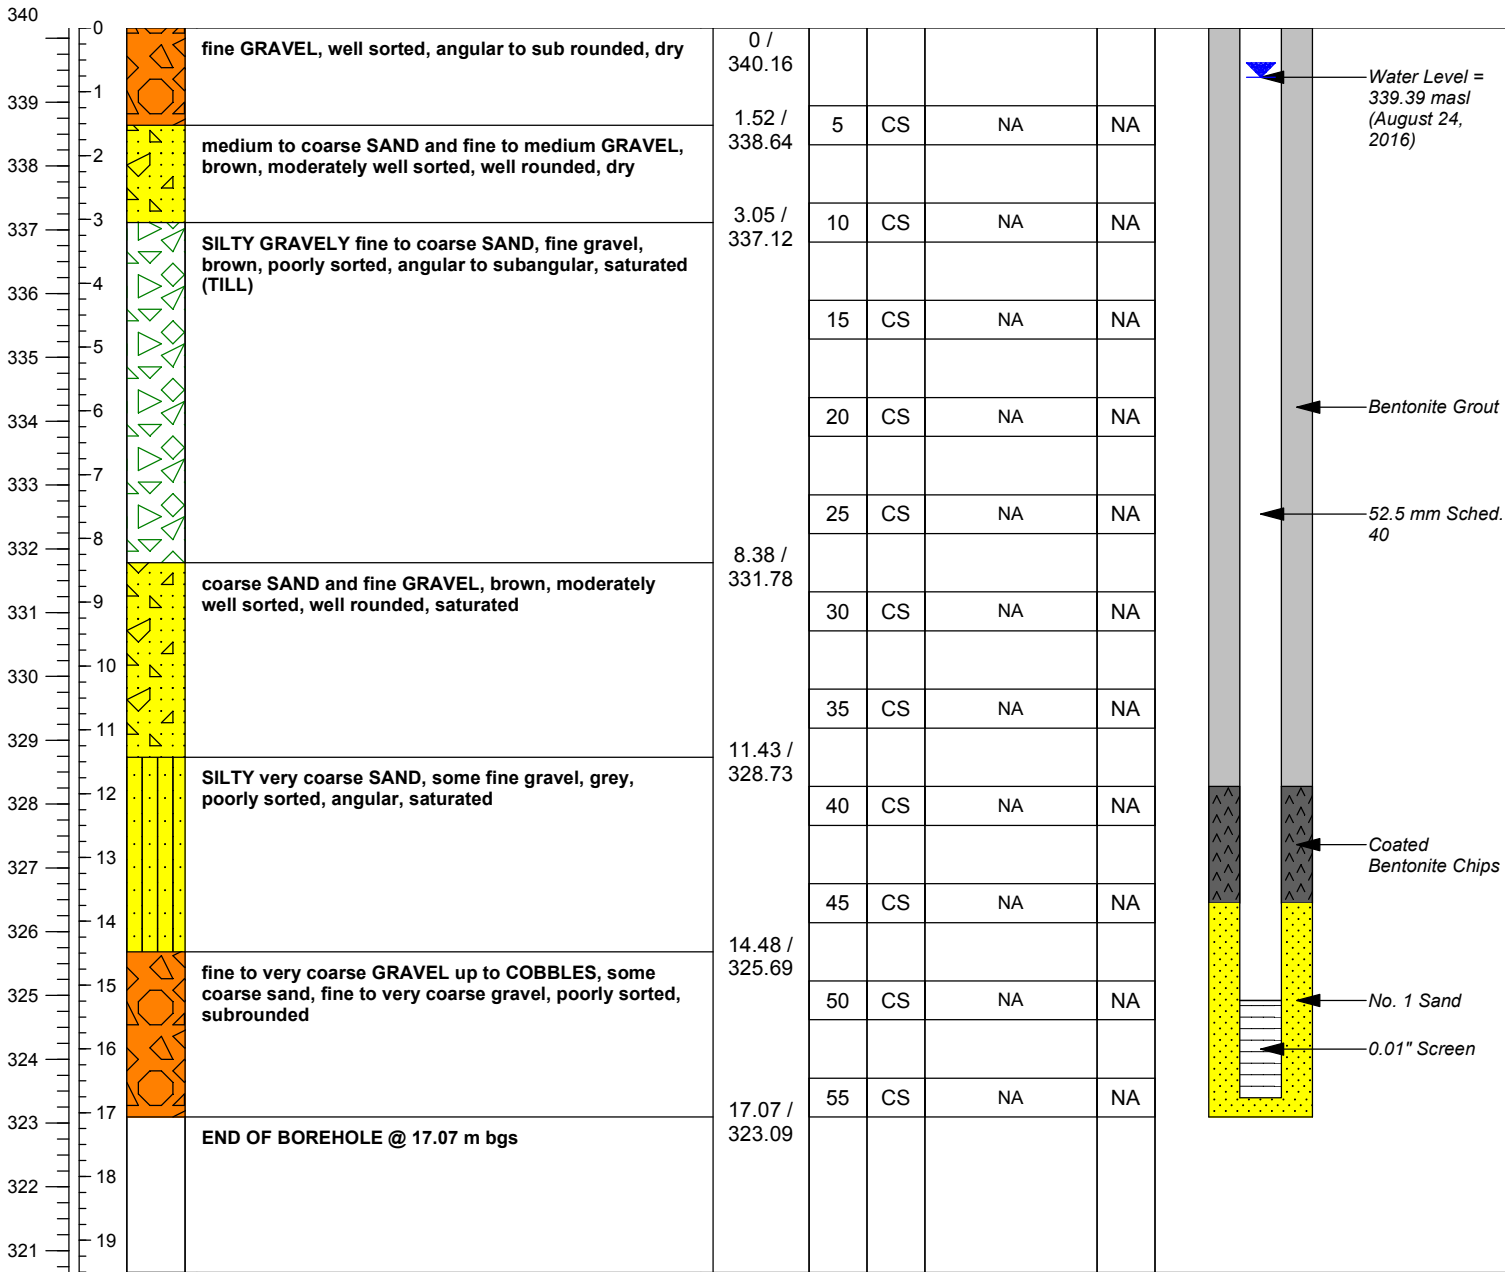 340
339
338
337
336
335
334
333
332
331
330
329
328
327
326
325
324
323
322
321
0
1
2
3
4
5
6
7
8
9
10
11
12
13
14
15
16
17
18
19
fine GRAVEL, well sorted, angular to sub rounded, dry
0 /
340.16
medium to coarse SAND and fine to medium GRAVEL,
brown, moderately well sorted, well rounded, dry
1.52 /
338.64
SILTY GRAVELY fine to coarse SAND, fine gravel,
brown, poorly sorted, angular to subangular, saturated
(TILL)
3.05 /
337.12
coarse SAND and fine GRAVEL, brown, moderately
well sorted, well rounded, saturated
8.38 /
331.78
SILTY very coarse SAND, some fine gravel, grey,
poorly sorted, angular, saturated
11.43 /
328.73
fine to very coarse GRAVEL up to COBBLES, some
coarse sand, fine to very coarse gravel, poorly sorted,
subrounded
14.48 /
325.69
END OF BOREHOLE @ 17.07 m bgs
17.07 /
323.09
5 CS NA NA
10 CS NA NA
15 CS NA NA
20 CS NA NA
25 CS NA NA
30 CS NA NA
35 CS NA NA
40 CS NA NA
45 CS NA NA
50 CS NA NA
55 CS NA NA
Water Level =
339.39 masl
(August 24,
2016)
Bentonite Grout
52.5 mm Sched.
40
Coated
Bentonite Chips
No. 1 Sand
0.01" Screen